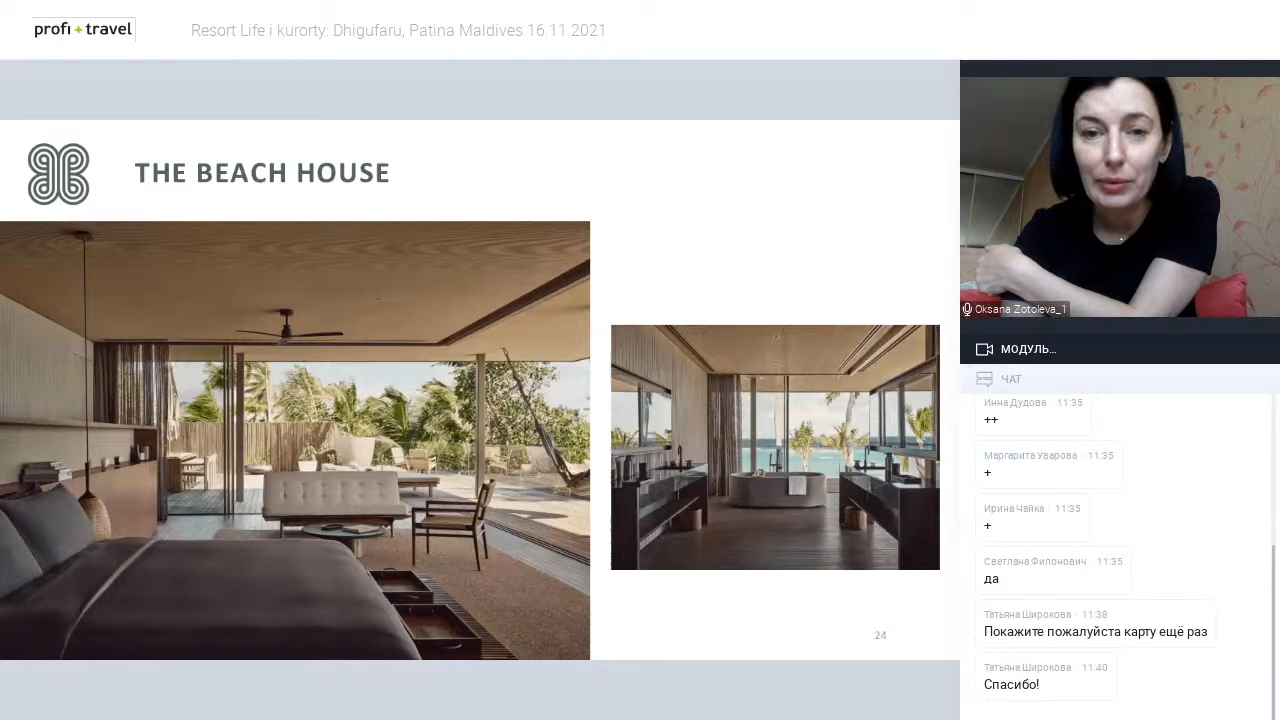 profi + travel
Resort Life i kurorty: Dhigufaru, Patina Maldives 16.11.2021
THE BEACH HOUSE
24
Oksana Zotoleva_1
МОДУЛЬ...
ЧАТ
Инна Дудова 11:35
++
Маргарита Уварова 11:35
+
Ирина Чайка 11:35
+
Светлана Филонович 11:35
да
Татьяна Широкова 11:38
Покажите пожалуйста карту ещё раз
Татьяна Широкова 11:40
Спасибо!